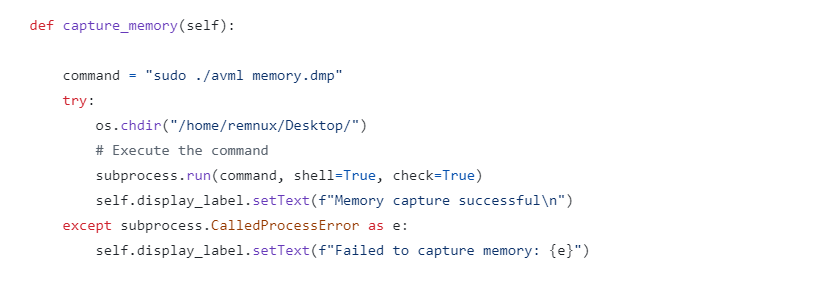 def capture_memory(self):
command = "sudo ./avml memory.dmp"
try:
os.chdir("/home/remnux/Desktop/")
# Execute the command
subprocess.run(command, shell=True, check=True)
self.display_label.setText(f"Memory capture successful\n")
except subprocess.CalledProcessError as e:
self.display_label.setText(f"Failed to capture memory: {e}")